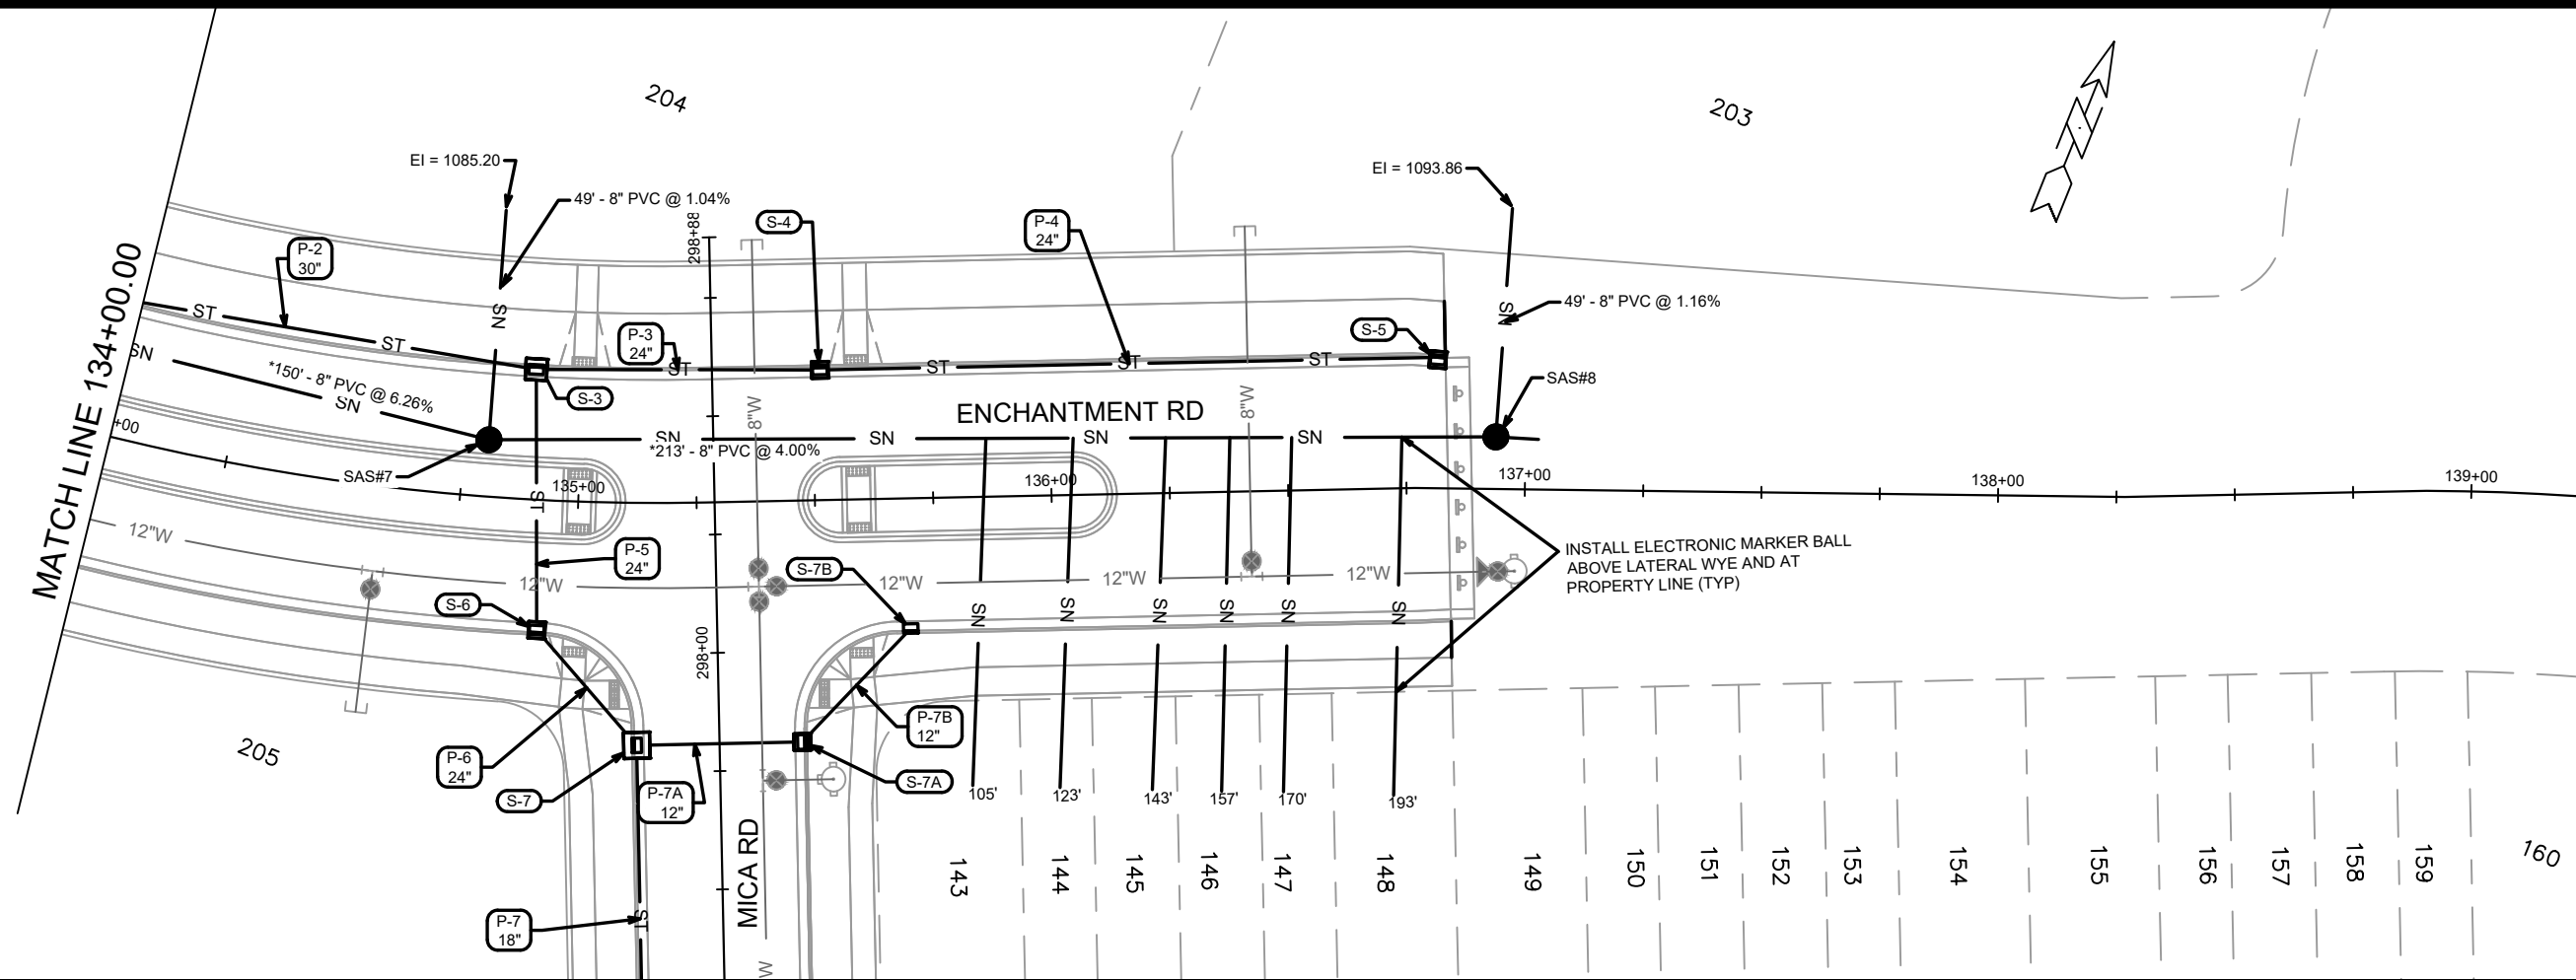 204
203
EI = 1085.20
EI = 1093.86
49' - 8" PVC @ 1.04%
298+88
S-4
P-4
24"
P-2
30"
MATCH LINE 134+00.00
SN
49' - 8" PVC @ 1.16%
SN
ST
ST
P-3
24"
ST
ST
ST
ST
S-5
SAS#8
SN
*150' - 8" PVC @ 6.26%
SN
S-3
8"W
8"W
ENCHANTMENT RD
+00
SN
SN
SN
SN
*213' - 8" PVC @ 4.00%
SAS#7
135+00
136+00
137+00
138+00
139+00
ST
12"W
P-5
24"
S-7B
12"W
12"W
12"W
12"W
INSTALL ELECTRONIC MARKER BALL
ABOVE LATERAL WYE AND AT
PROPERTY LINE (TYP)
S-6
SN
SN
SN
SN
SN
SN
298+00
205
P-6
24"
S-7
P-7A
12"
P-7B
12"
S-7A
105'
123'
143'
157'
170'
193'
MICA RD
143
144
145
146
147
148
149
150
151
152
153
154
155
156
157
158
159
160
P-7
18"
ST
W